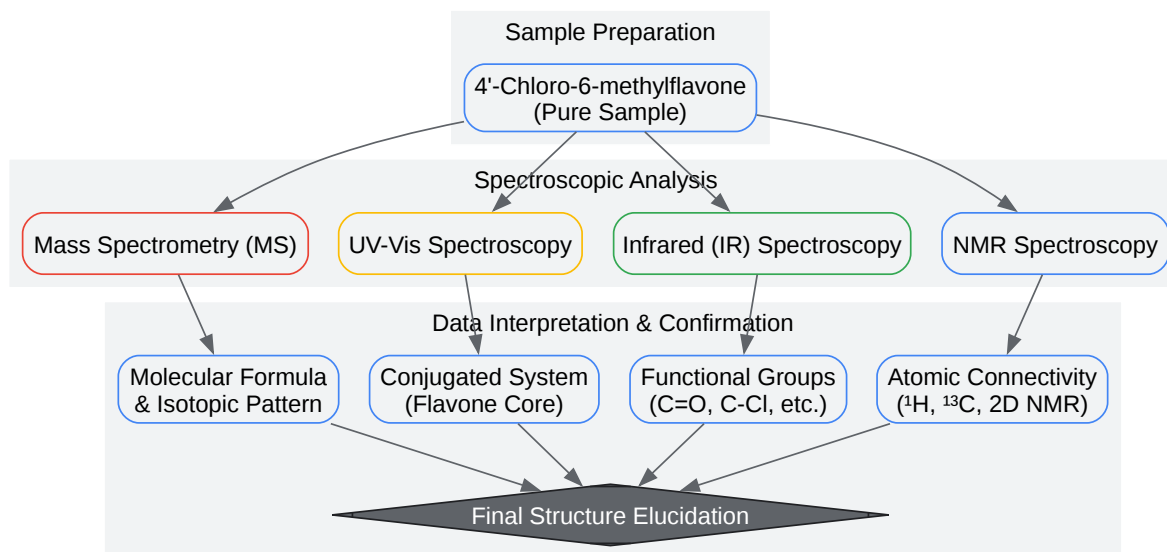 Sample Preparation
4'-Chloro-6-methylflavone
(Pure Sample)
Spectroscopic Analysis
Mass Spectrometry (MS)
UV-Vis Spectroscopy
Infrared (IR) Spectroscopy
NMR Spectroscopy
Data Interpretation & Confirmation
Molecular Formula
& Isotopic Pattern
Conjugated System
(Flavone Core)
Functional Groups
(C=O, C-Cl, etc.)
Atomic Connectivity
(¹H, ¹³C, 2D NMR)
Final Structure Elucidation